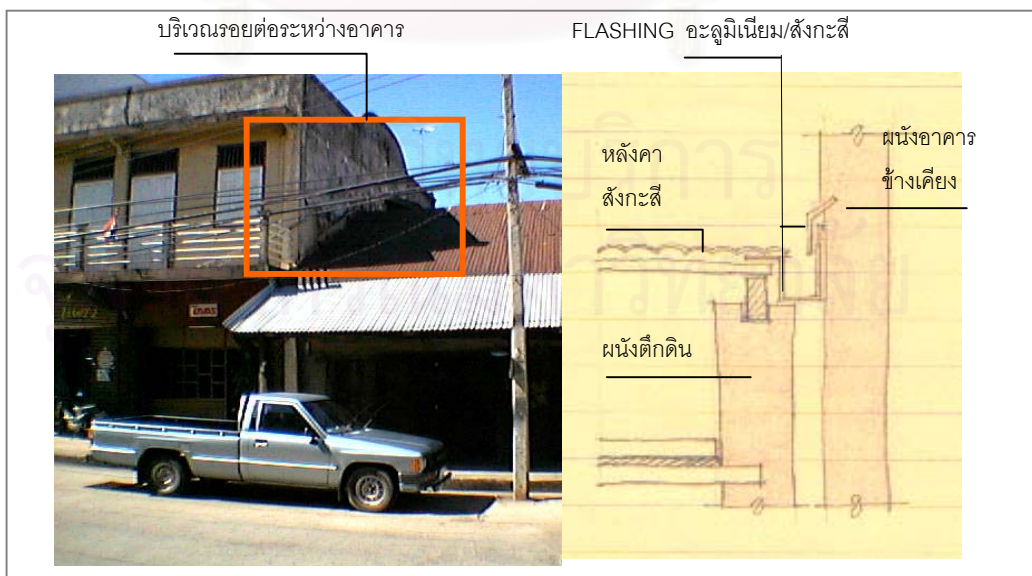 บริเวณรอยต่อระหว่างอาคาร
FLASHING อะลูมิเนียม/สังกะสี
หลังคา
สังกะสี
ผนังอาคาร
ข้างเคียง
ผนังตึกดิน